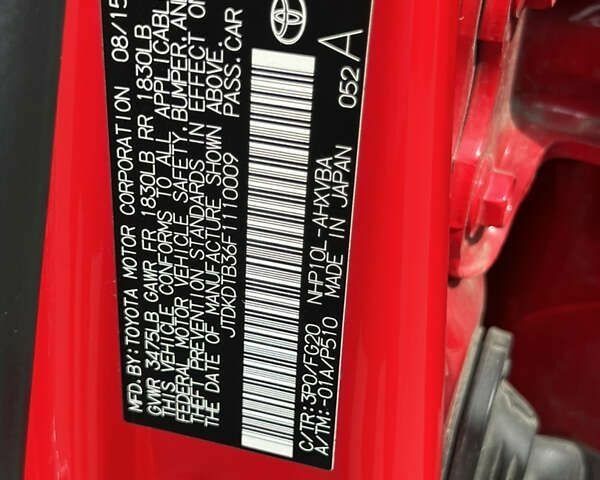 MFD. BY: TOYOTA MOTOR CORPORATION 08/15
GVWR 3475LB GAWR FR 1830LB RR 1830LB
THIS VEHICLE CONFORMS TO ALL APPLICABL
FEDERAL MOTOR VEHICLE SAFETY, BUMPER, AND
THEFT PREVENTION STANDARDS IN EFFECT ON
THE DATE OF MANUFACTURE SHOWN ABOVE.
JTDKDTB36F1110009 PASS. CAR
C/TR:3P0/FG20 NHP10L-AHXVBA
A/TM:-01A/P510 MADE IN JAPAN 052 A